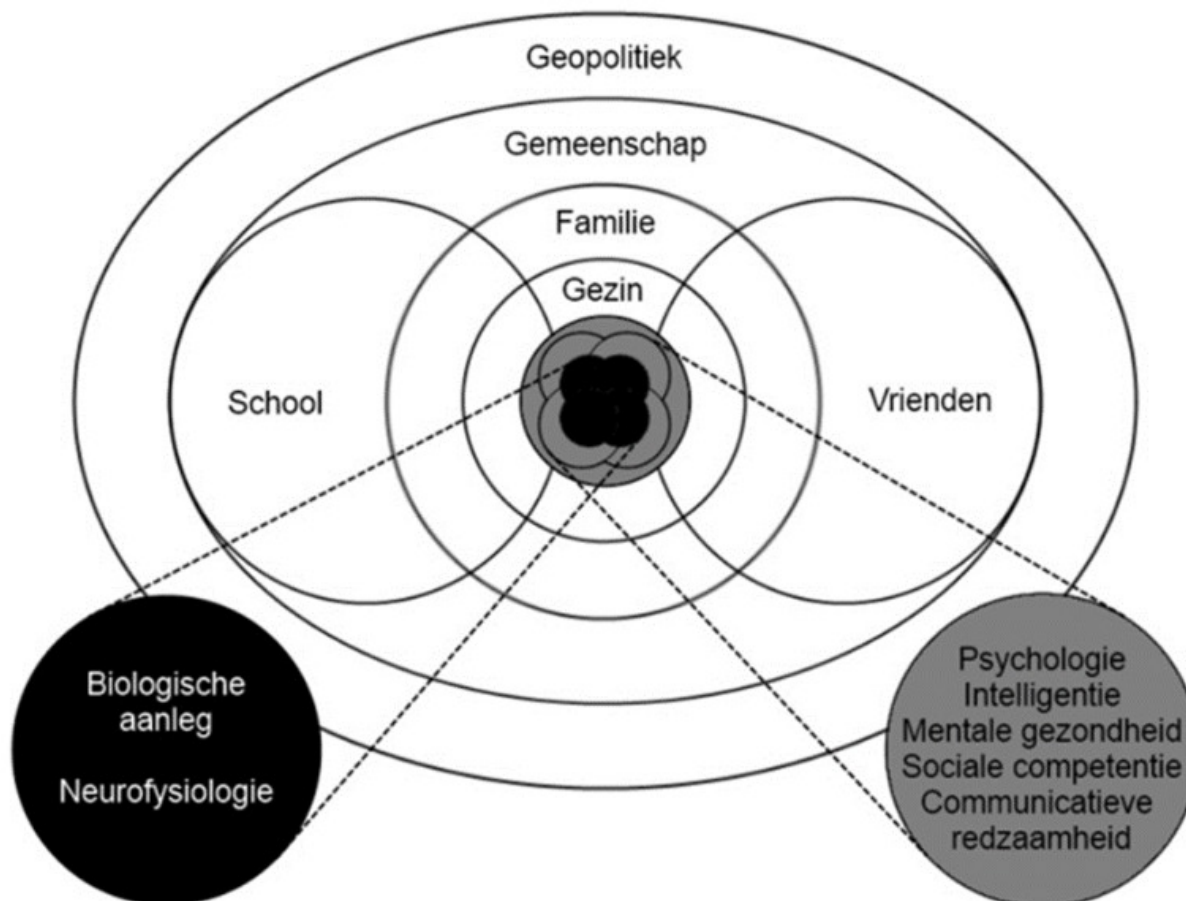 Geopolitiek
Gemeenschap
Familie
Gezin
School
Vrienden
Biologische
aanleg
Neurofysiologie
Psychologie
Intelligentie
Mentale gezondheid
Sociale competentie
Communicatieve
redzaamheid